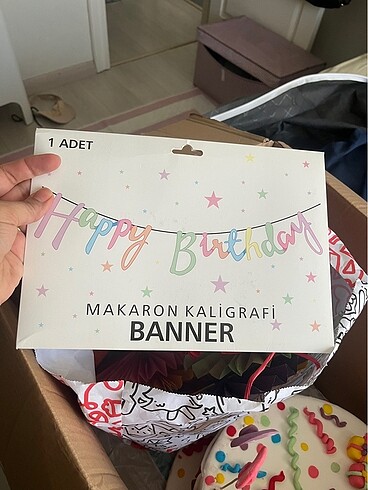 1 ADET
Happy Birthday
MAKARON KALİGRAFİ
BANNER